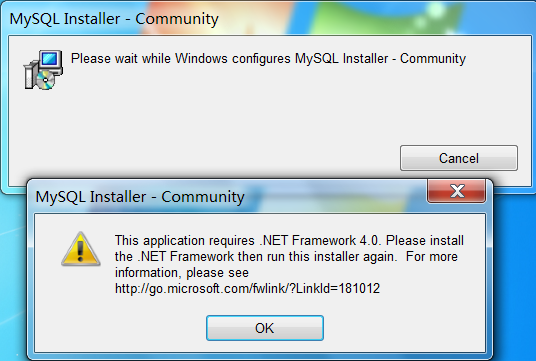 MySQL Installer - Community
Please wait while Windows configures MySQL Installer - Community
Cancel
MySQL Installer - Community
This application requires .NET Framework 4.0. Please install
the .NET Framework then run this installer again.  For more
information, please see
http://go.microsoft.com/fwlink/?LinkId=181012
OK